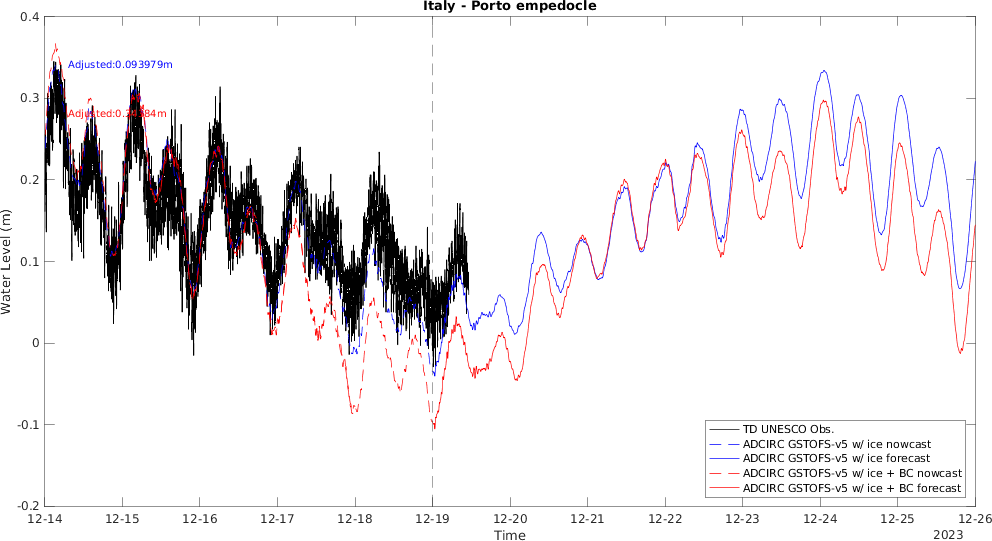 Italy - Porto empedocle
0.4
0.3
0.2
0.1
0
-0.1
-0.2
Water Level (m)
Adjusted:0.093979m
TD UNESCO Obs.
ADCIRC GSTOFS-v5 w/ ice nowcast
ADCIRC GSTOFS-v5 w/ ice forecast
ADCIRC GSTOFS-v5 w/ ice + BC nowcast
ADCIRC GSTOFS-v5 w/ ice + BC forecast
12-14 12-15 12-16 12-17 12-18 12-19 12-20 12-21 12-22 12-23 12-24 12-25 12-26
Time
2023